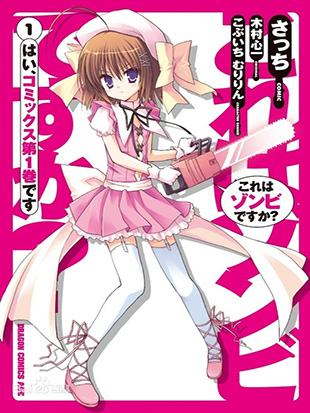 さっち
COMIC
木村心一
こぶいち むりりん
1
はい、コミックス第1巻です
これは
ゾンビ
ですか?
DRAGON COMICS